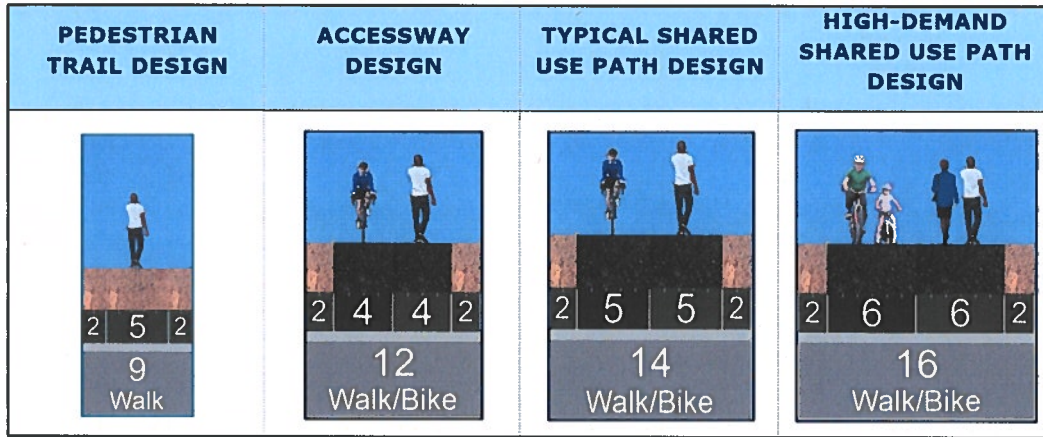 PEDESTRIAN
TRAIL DESIGN
ACCESSWAY
DESIGN
TYPICAL SHARED
USE PATH DESIGN
HIGH-DEMAND
SHARED USE PATH
DESIGN
2 5 2
9
Walk
2 4 4 2
12
Walk/Bike
2 5 5 2
14
Walk/Bike
2 6 6 2
16
Walk/Bike